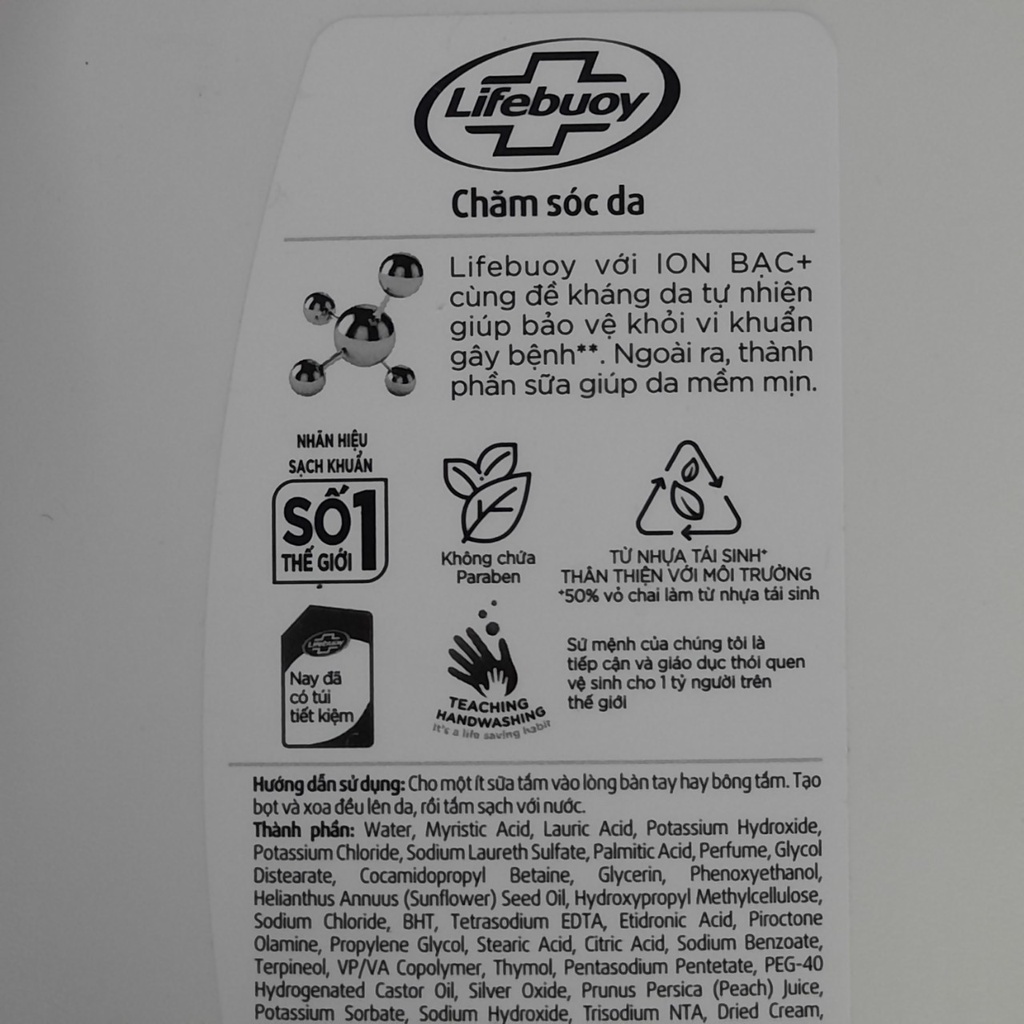 Lifebuoy
Chăm sóc da
Lifebuoy với ION BẠC+
cùng đề kháng da tự nhiên
giúp bảo vệ khỏi vi khuẩn
gây bệnh**. Ngoài ra, thành
phần sữa giúp da mềm mịn.
NHÃN HIỆU
SẠCH KHUẨN
SỐ 1
THẾ GIỚI
Không chứa
Paraben
TỪ NHỰA TÁI SINH*
THÂN THIỆN VỚI MÔI TRƯỜNG
*50% vỏ chai làm từ nhựa tái sinh
Lifebuoy
Nay đã
có túi
tiết kiệm
TEACHING
HANDWASHING
it's a life saving habit
Sứ mệnh của chúng tôi là
tiếp cận và giáo dục thói quen
vệ sinh cho 1 tỷ người trên
thế giới
Hướng dẫn sử dụng: Cho một ít sữa tắm vào lòng bàn tay hay bông tắm. Tạo
bọt và xoa đều lên da, rồi tắm sạch với nước.
Thành phần: Water, Myristic Acid, Lauric Acid, Potassium Hydroxide,
Potassium Chloride, Sodium Laureth Sulfate, Palmitic Acid, Perfume, Glycol
Distearate, Cocamidopropyl Betaine, Glycerin, Phenoxyethanol,
Helianthus Annuus (Sunflower) Seed Oil, Hydroxypropyl Methylcellulose,
Sodium Chloride, BHT, Tetrasodium EDTA, Etidronic Acid, Piroctone
Olamine, Propylene Glycol, Stearic Acid, Citric Acid, Sodium Benzoate,
Terpineol, VP/VA Copolymer, Thymol, Pentasodium Pentetate, PEG-40
Hydrogenated Castor Oil, Silver Oxide, Prunus Persica (Peach) Juice,
Potassium Sorbate, Sodium Hydroxide, Trisodium NTA, Dried Cream,